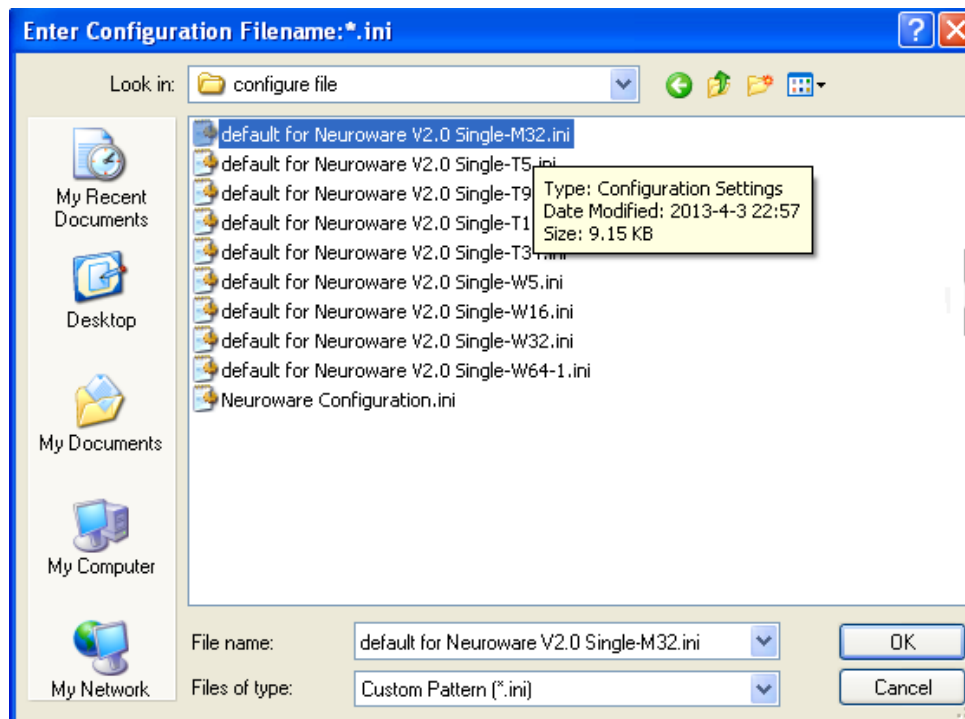 Enter Configuration Filename:*.ini
Look in:
configure file
My Recent
Documents
Desktop
My Documents
My Computer
My Network
default for Neuroware V2.0 Single-M32.ini
default for Neuroware V2.0 Single-T5.ini
default for Neuroware V2.0 Single-T9
default for Neuroware V2.0 Single-T1
default for Neuroware V2.0 Single-T34.ini
default for Neuroware V2.0 Single-W5.ini
default for Neuroware V2.0 Single-W16.ini
default for Neuroware V2.0 Single-W32.ini
default for Neuroware V2.0 Single-W64-1.ini
Neuroware Configuration.ini
Type: Configuration Settings
Date Modified: 2013-4-3 22:57
Size: 9.15 KB
File name:
default for Neuroware V2.0 Single-M32.ini
OK
Files of type:
Custom Pattern (*.ini)
Cancel